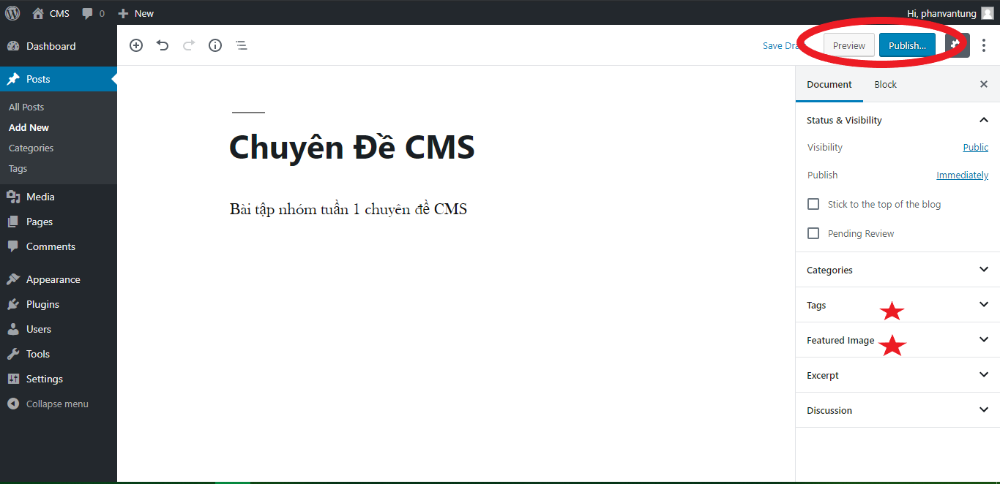 CMS 0 New Hi, phanvantung
Dashboard
Posts
All Posts
Add New
Categories
Tags
Media
Pages
Comments
Appearance
Plugins
Users
Tools
Settings
Collapse menu
Save Dra Preview Publish...
Chuyên Đề CMS
Bài tập nhóm tuần 1 chuyên đề CMS
Document Block
Status & Visibility
Visibility Public
Publish Immediately
Stick to the top of the blog
Pending Review
Categories
Tags
Featured Image
Excerpt
Discussion